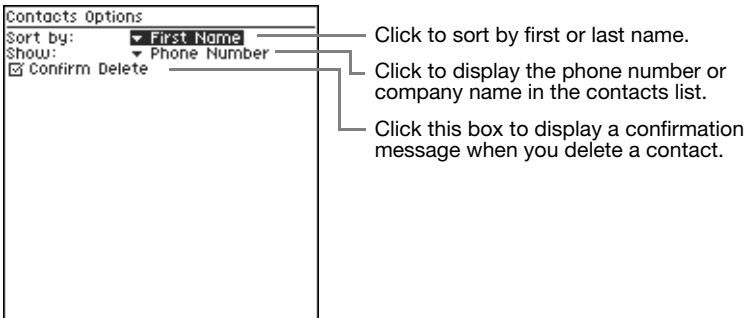 Contacts Options
Sort by: First Name
Show: Phone Number
Confirm Delete
Click to sort by first or last name.
Click to display the phone number or
company name in the contacts list.
Click this box to display a confirmation
message when you delete a contact.